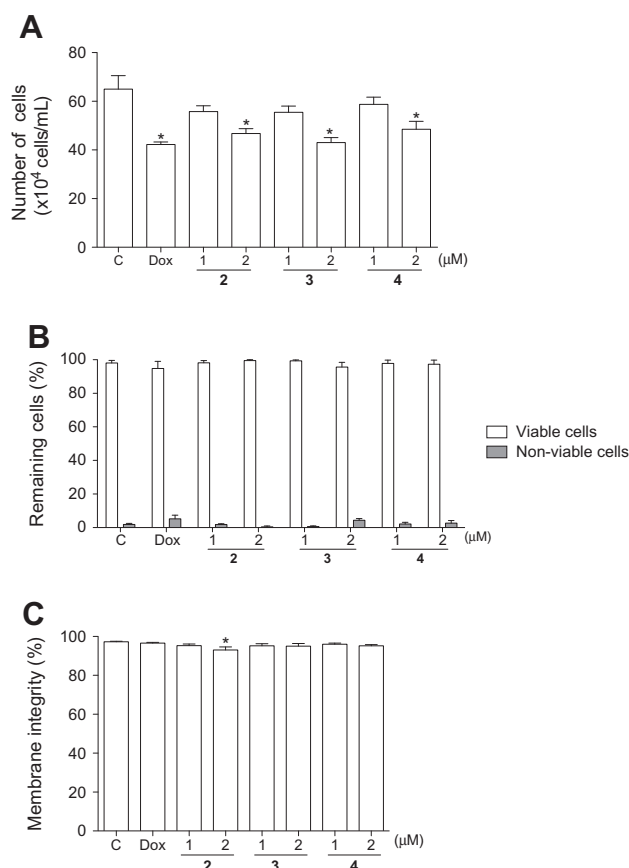 A
Number of cells
(x10⁴ cells/mL)
80
60
40
20
0
*
*
*
*
C Dox 1 2 1 2 1 2 (μM)
2 3 4
B
Remaining cells (%)
100
80
60
40
20
0
C Dox 1 2 1 2 1 2 (μM)
2 3 4
Viable cells
Non-viable cells
C
Membrane integrity (%)
100
80
60
40
20
0
*
C Dox 1 2 1 2 1 2 (μM)
2 3 4